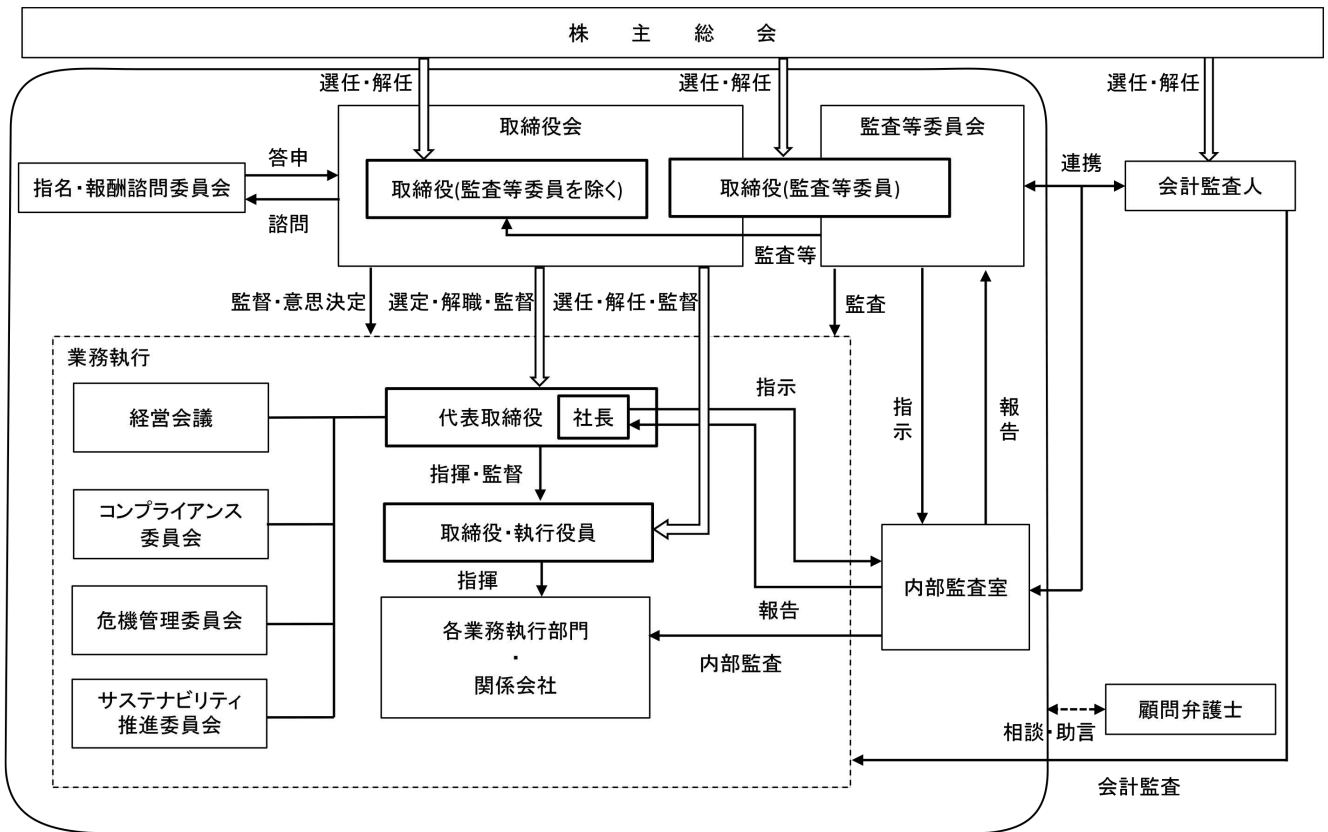 株主総会
選任・解任
選任・解任
選任・解任
取締役会
監査等委員会
答申
指名・報酬諮問委員会
諮問
取締役(監査等委員を除く)
取締役(監査等委員)
連携
会計監査人
監査等
監督・意思決定
選定・解職・監督
選任・解任・監督
監査
業務執行
経営会議
代表取締役
社長
指示
指示
報告
指揮・監督
コンプライアンス
委員会
取締役・執行役員
指揮
危機管理委員会
各業務執行部門
・
関係会社
報告
内部監査室
内部監査
サステナビリティ
推進委員会
顧問弁護士
相談・助言
会計監査